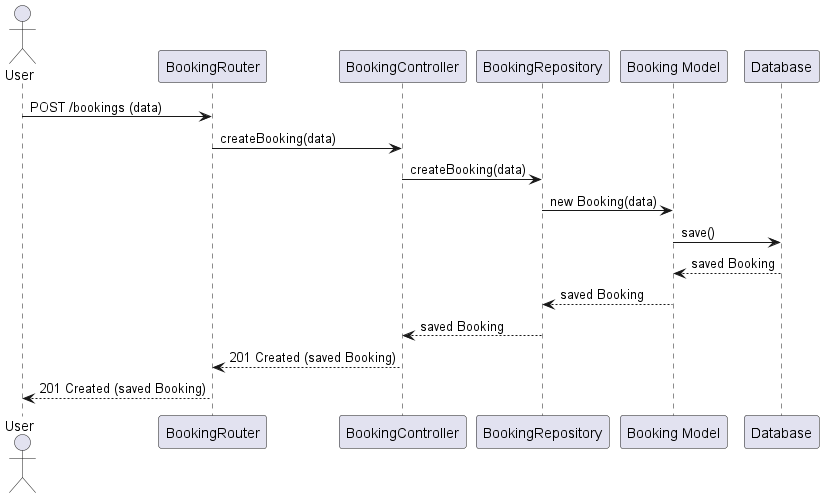 User
BookingRouter
BookingController
BookingRepository
Booking Model
Database
POST /bookings (data)
createBooking(data)
createBooking(data)
new Booking(data)
save()
saved Booking
saved Booking
saved Booking
201 Created (saved Booking)
201 Created (saved Booking)
User
BookingRouter
BookingController
BookingRepository
Booking Model
Database